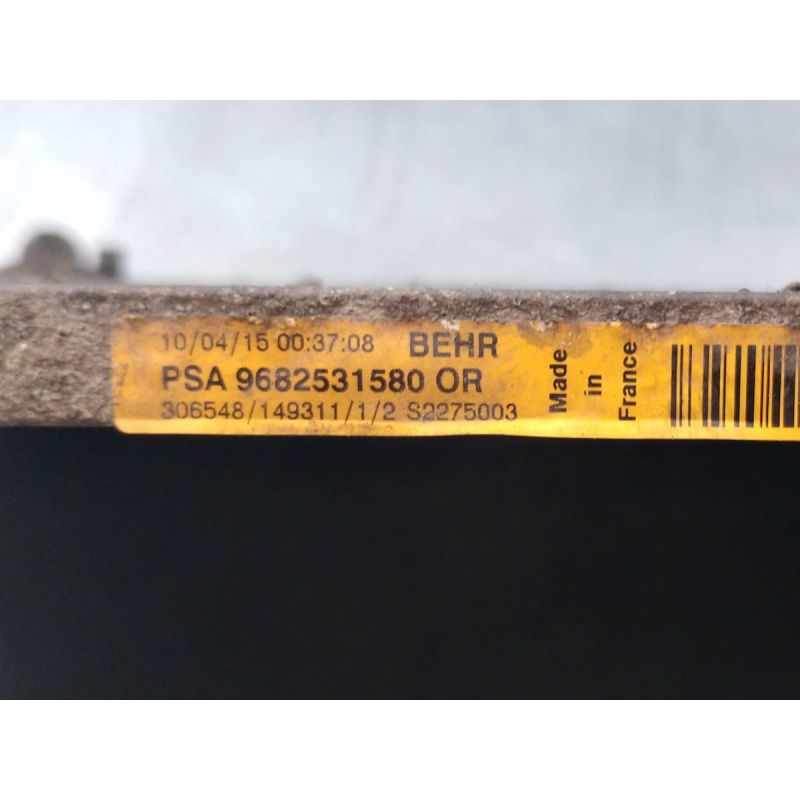 10/04/15 00:37:08 BEHR
PSA 9682531580 OR
306548/149311/1/2 S2275003
Made
in
France